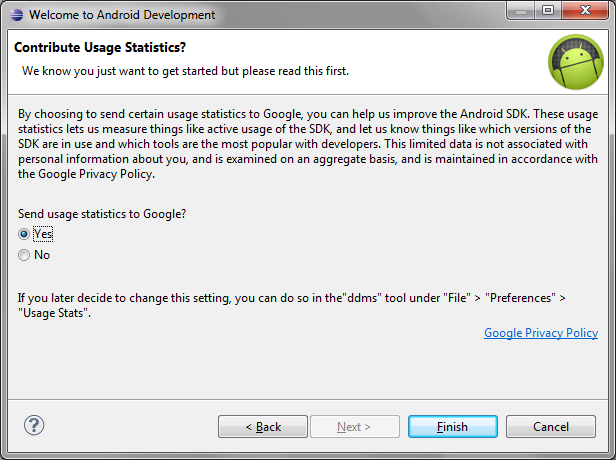 Welcome to Android Development
Contribute Usage Statistics?
We know you just want to get started but please read this first.
By choosing to send certain usage statistics to Google, you can help us improve the Android SDK. These usage
statistics lets us measure things like active usage of the SDK, and let us know things like which versions of the
SDK are in use and which tools are the most popular with developers. This limited data is not associated with
personal information about you, and is examined on an aggregate basis, and is maintained in accordance with
the Google Privacy Policy.
Send usage statistics to Google?
Yes
No
If you later decide to change this setting, you can do so in the"ddms" tool under "File" > "Preferences" >
"Usage Stats".
Google Privacy Policy
? < Back Next > Finish Cancel